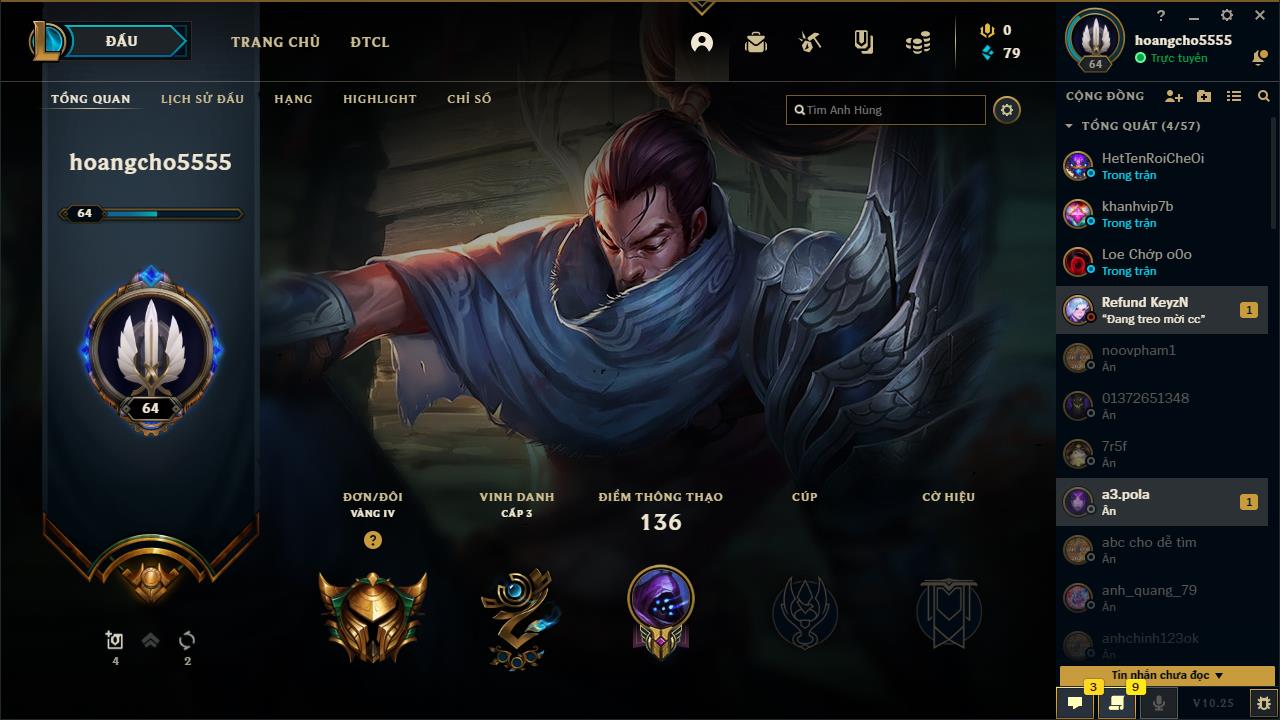 ĐẤU
TRANG CHỦ
ĐTCL
0
79
?
hoangcho5555
Trực tuyến
64
TỔNG QUAN
LỊCH SỬ ĐẤU
HẠNG
HIGHLIGHT
CHỈ SỐ
Tìm Anh Hùng
hoangcho5555
64
64
4
2
ĐƠN/ĐÔI
VÀNG IV
?
VINH DANH
CẤP 3
ĐIỂM THÔNG THẠO
136
CÚP
CỜ HIỆU
CỘNG ĐỒNG
TỔNG QUÁT (4/57)
HetTenRoiCheOi
Trong trận
khanhvip7b
Trong trận
Loe Chớp oOo
Trong trận
Refund KeyzN
“Đang treo mời cc”
1
noovpham1
Ẩn
01372651348
Ẩn
7r5f
Ẩn
a3.pola
Ẩn
1
abc cho dễ tìm
Ẩn
anh_quang_79
Ẩn
anhchinh123ok
Ẩn
Tin nhắn chưa đọc
3
9
V10.25